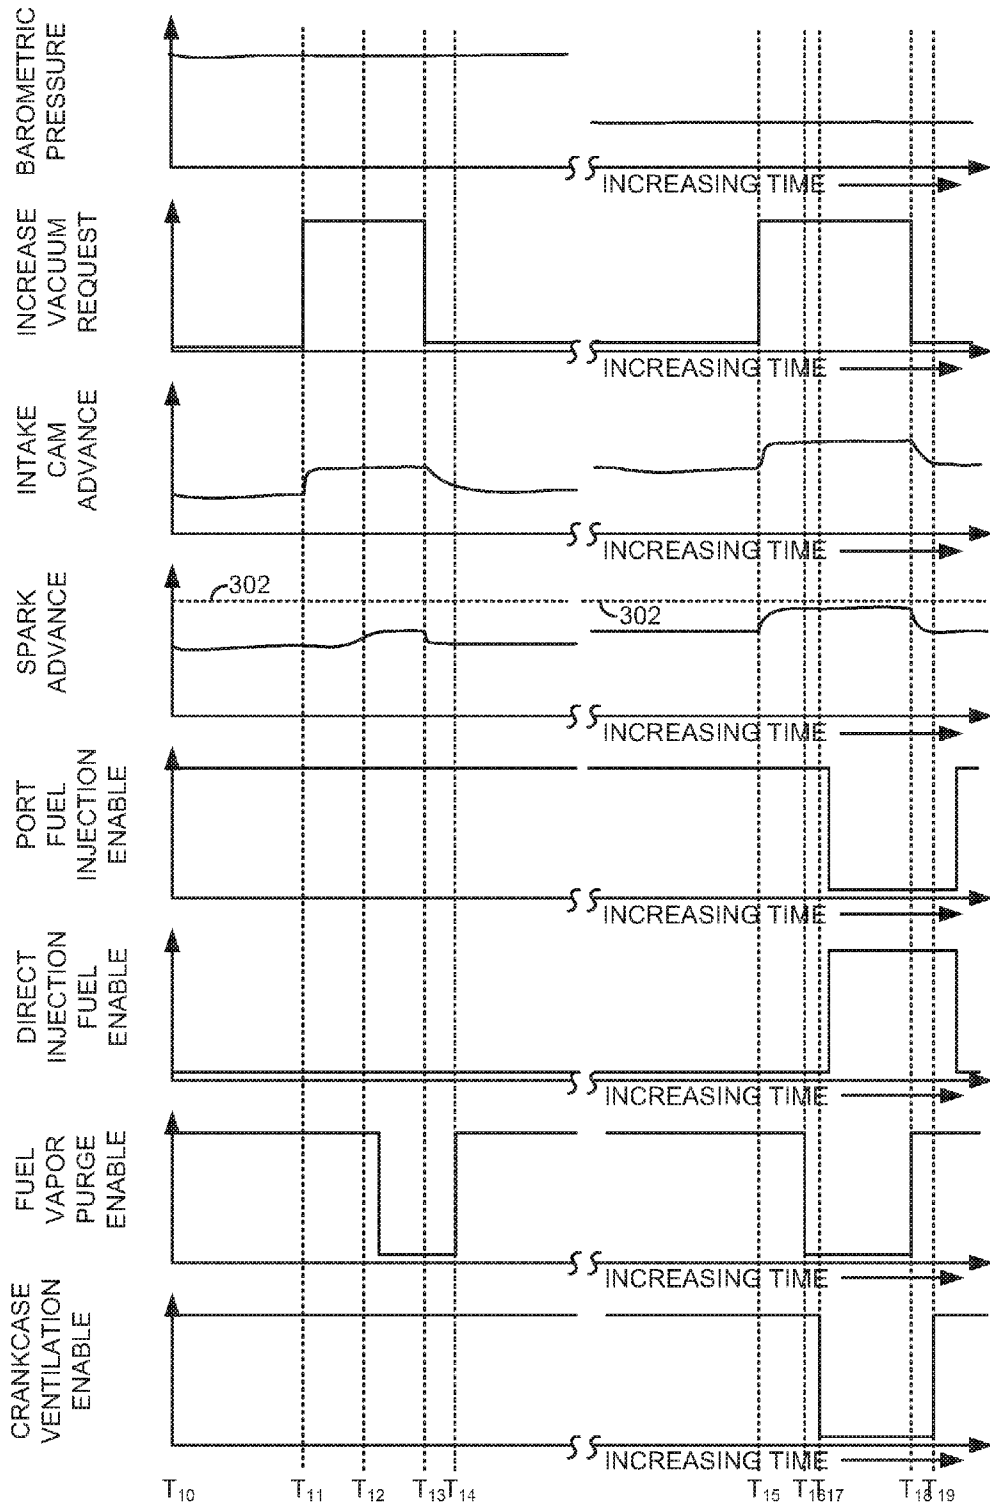 BAROMETRIC
PRESSURE
INCREASING TIME
INCREASE
VACUUM
REQUEST
INCREASING TIME
INTAKE
CAM
ADVANCE
INCREASING TIME
SPARK
ADVANCE
302
302
INCREASING TIME
PORT
FUEL
INJECTION
ENABLE
INCREASING TIME
DIRECT
INJECTION
FUEL
ENABLE
INCREASING TIME
FUEL
VAPOR
PURGE
ENABLE
INCREASING TIME
CRANKCASE
VENTILATION
ENABLE
INCREASING TIME
T10 T11 T12 T13 T14 T15 T16 T17 T18 T19